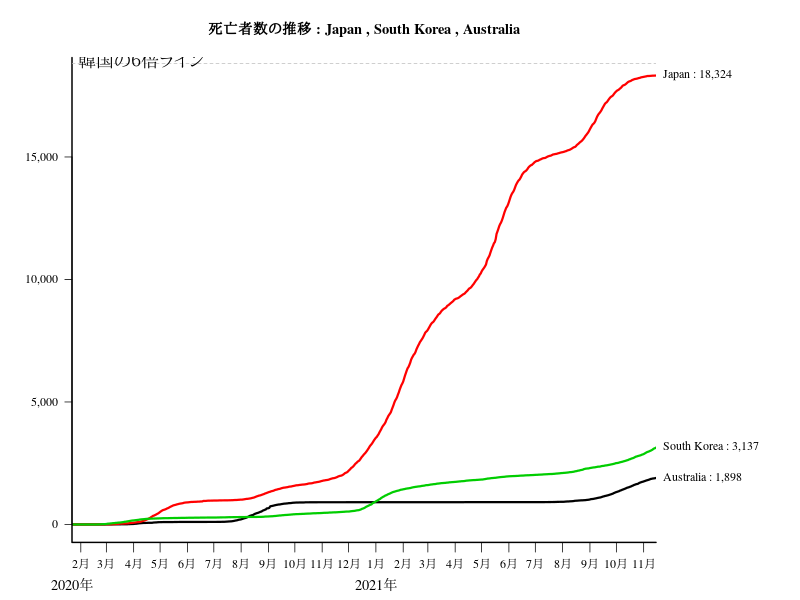 死亡者数の推移 : Japan , South Korea , Australia
韓国の6倍ライン
Japan : 18,324
15,000
10,000
5,000
South Korea : 3,137
Australia : 1,898
0
2月 3月 4月 5月 6月 7月 8月 9月 10月 11月 12月 1月 2月 3月 4月 5月 6月 7月 8月 9月 10月 11月
2020年 2021年